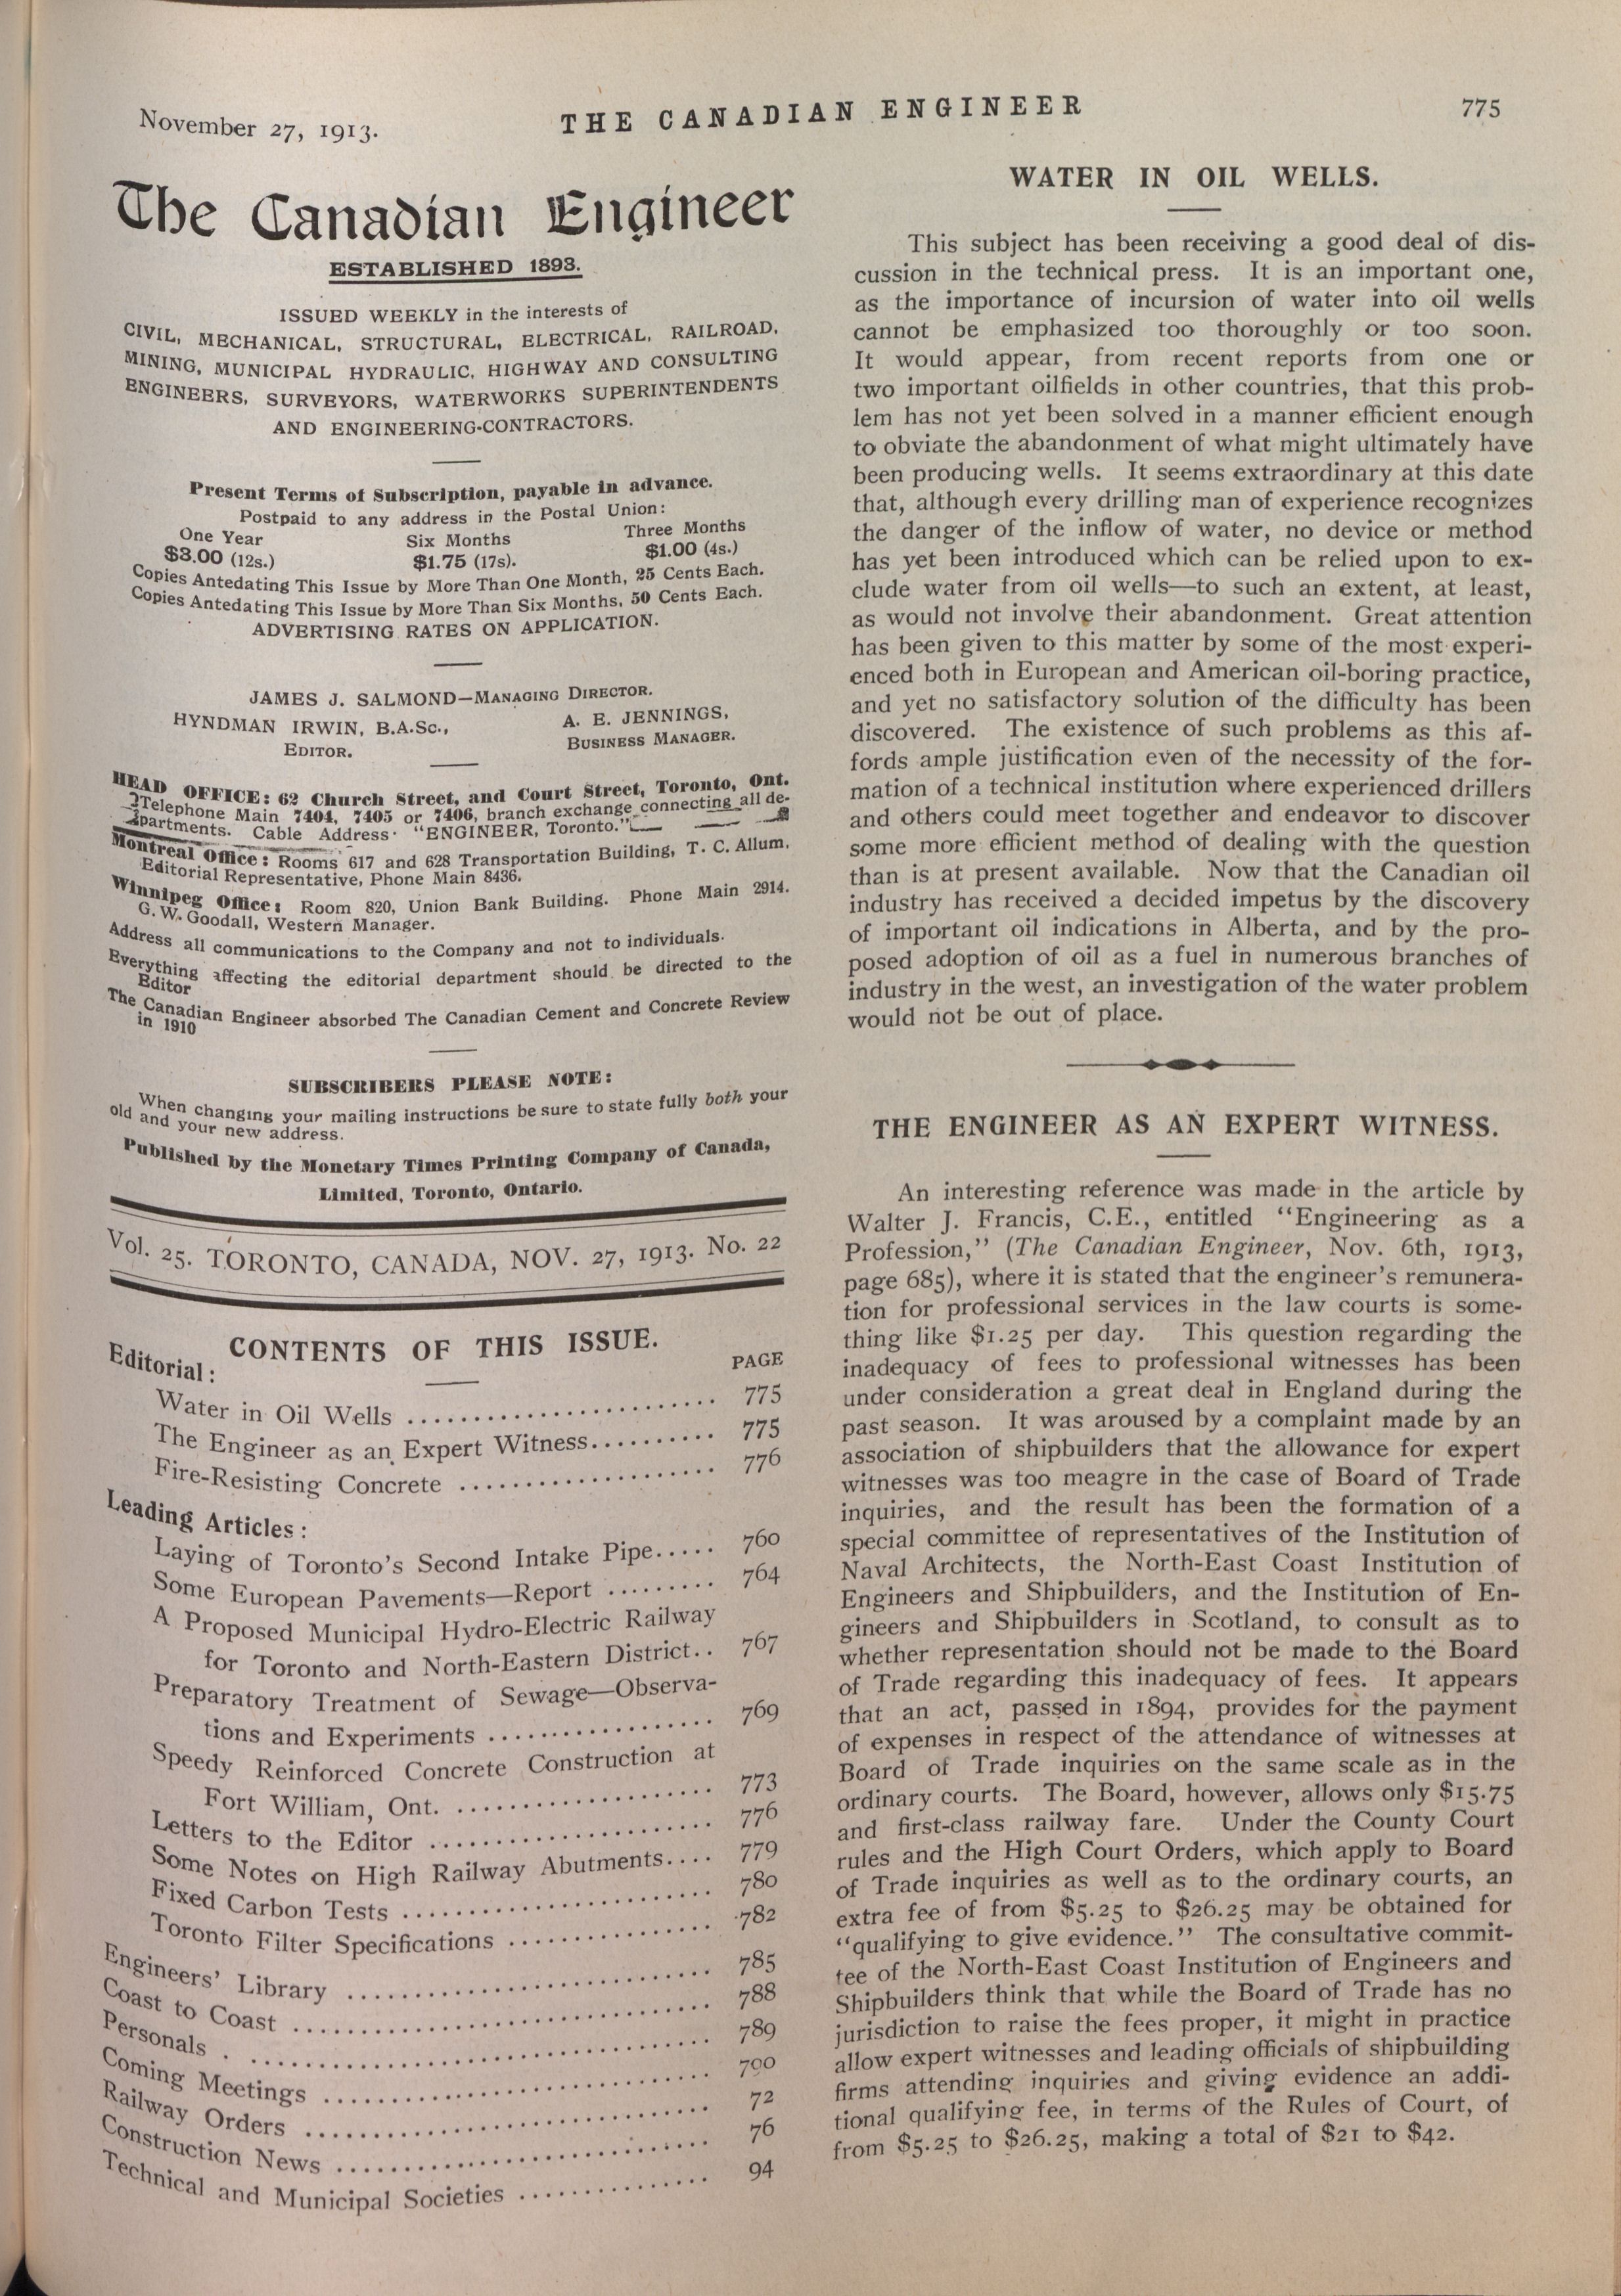 November 27, 1913.
THE CANADIAN ENGINEER
775
The Canadian Engineer
ESTABLISHED 1893.
ISSUED WEEKLY in the interests of
CIVIL, MECHANICAL, STRUCTURAL, ELECTRICAL, RAILROAD,
MINING, MUNICIPAL HYDRAULIC, HIGHWAY AND CONSULTING
ENGINEERS, SURVEYORS, WATERWORKS SUPERINTENDENTS
AND ENGINEERING-CONTRACTORS.
Present Terms of Subscription, payable in advance.
Postpaid to any address in the Postal Union:
One Year Six Months Three Months
$3.00 (12s.) $1.75 (17s). $1.00 (4s.)
Copies Antedating This Issue by More Than One Month, 25 Cents Each.
Copies Antedating This Issue by More Than Six Months, 50 Cents Each.
ADVERTISING RATES ON APPLICATION.
JAMES J. SALMOND—MANAGING DIRECTOR.
HYNDMAN IRWIN, B.A.Sc., A. E. JENNINGS,
EDITOR. BUSINESS MANAGER.
HEAD OFFICE: 62 Church Street, and Court Street, Toronto, Ont.
Telephone Main 7404, 7405 or 7406, branch exchange connecting all de-
partments. Cable Address· "ENGINEER, Toronto."
Montreal Office: Rooms 617 and 628 Transportation Building, T. C. Allum,
Editorial Representative, Phone Main 8436.
Winnipeg Office: Room 820, Union Bank Building. Phone Main 2914.
G. W. Goodall, Western Manager.
Address all communications to the Company and not to individuals.
Everything affecting the editorial department should be directed to the
Editor
The Canadian Engineer absorbed The Canadian Cement and Concrete Review
in 1910
SUBSCRIBERS PLEASE NOTE:
When changing your mailing instructions be sure to state fully both your
old and your new address.
Published by the Monetary Times Printing Company of Canada,
Limited, Toronto, Ontario.
Vol. 25. TORONTO, CANADA, NOV. 27, 1913. No. 22
CONTENTS OF THIS ISSUE.
Editorial: PAGE
Water in Oil Wells ........................ 775
The Engineer as an Expert Witness.......... 775
Fire-Resisting Concrete .................... 776
Leading Articles:
Laying of Toronto's Second Intake Pipe..... 760
Some European Pavements—Report ......... 764
A Proposed Municipal Hydro-Electric Railway
for Toronto and North-Eastern District.. 767
Preparatory Treatment of Sewage—Observa-
tions and Experiments .................. 769
Speedy Reinforced Concrete Construction at
Fort William, Ont. .................... 773
Letters to the Editor ...................... 776
Some Notes on High Railway Abutments.... 779
Fixed Carbon Tests ........................ 780
Toronto Filter Specifications ................ 782
Engineers' Library ............................ 785
Coast to Coast ................................ 788
Personals . ................................... 789
Coming Meetings .............................. 790
Railway Orders ................................ 72
Construction News ............................. 76
Technical and Municipal Societies ............... 94
WATER IN OIL WELLS.
This subject has been receiving a good deal of dis-
cussion in the technical press. It is an important one,
as the importance of incursion of water into oil wells
cannot be emphasized too thoroughly or too soon.
It would appear, from recent reports from one or
two important oilfields in other countries, that this prob-
lem has not yet been solved in a manner efficient enough
to obviate the abandonment of what might ultimately have
been producing wells. It seems extraordinary at this date
that, although every drilling man of experience recognizes
the danger of the inflow of water, no device or method
has yet been introduced which can be relied upon to ex-
clude water from oil wells—to such an extent, at least,
as would not involve their abandonment. Great attention
has been given to this matter by some of the most experi-
enced both in European and American oil-boring practice,
and yet no satisfactory solution of the difficulty has been
discovered. The existence of such problems as this af-
fords ample justification even of the necessity of the for-
mation of a technical institution where experienced drillers
and others could meet together and endeavor to discover
some more efficient method of dealing with the question
than is at present available. Now that the Canadian oil
industry has received a decided impetus by the discovery
of important oil indications in Alberta, and by the pro-
posed adoption of oil as a fuel in numerous branches of
industry in the west, an investigation of the water problem
would not be out of place.
THE ENGINEER AS AN EXPERT WITNESS.
An interesting reference was made in the article by
Walter J. Francis, C.E., entitled "Engineering as a
Profession," (The Canadian Engineer, Nov. 6th, 1913,
page 685), where it is stated that the engineer's remunera-
tion for professional services in the law courts is some-
thing like $1.25 per day. This question regarding the
inadequacy of fees to professional witnesses has been
under consideration a great deal in England during the
past season. It was aroused by a complaint made by an
association of shipbuilders that the allowance for expert
witnesses was too meagre in the case of Board of Trade
inquiries, and the result has been the formation of a
special committee of representatives of the Institution of
Naval Architects, the North-East Coast Institution of
Engineers and Shipbuilders, and the Institution of En-
gineers and Shipbuilders in Scotland, to consult as to
whether representation should not be made to the Board
of Trade regarding this inadequacy of fees. It appears
that an act, passed in 1894, provides for the payment
of expenses in respect of the attendance of witnesses at
Board of Trade inquiries on the same scale as in the
ordinary courts. The Board, however, allows only $15.75
and first-class railway fare. Under the County Court
rules and the High Court Orders, which apply to Board
of Trade inquiries as well as to the ordinary courts, an
extra fee of from $5.25 to $26.25 may be obtained for
"qualifying to give evidence." The consultative commit-
tee of the North-East Coast Institution of Engineers and
Shipbuilders think that while the Board of Trade has no
jurisdiction to raise the fees proper, it might in practice
allow expert witnesses and leading officials of shipbuilding
firms attending inquiries and giving evidence an addi-
tional qualifying fee, in terms of the Rules of Court, of
from $5.25 to $26.25, making a total of $21 to $42.